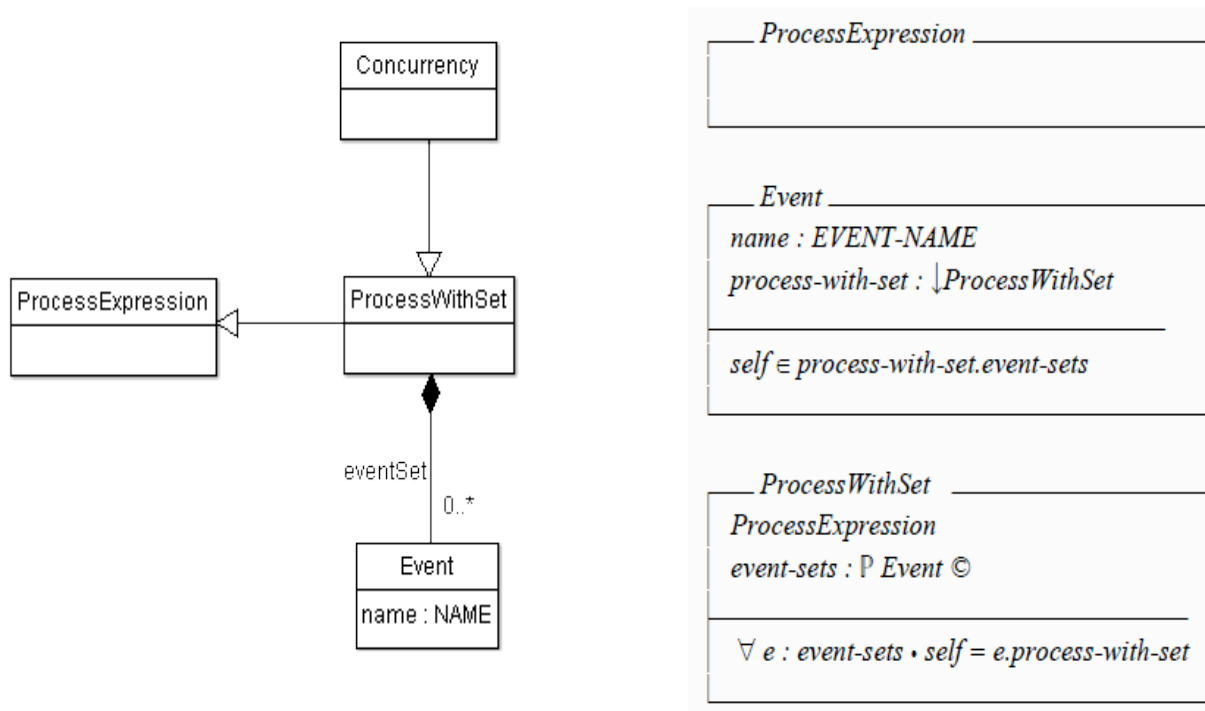 Concurrency
ProcessExpression
ProcessWithSet
eventSet
0..*
Event
name : NAME
ProcessExpression
Event
name : EVENT-NAME
process-with-set : ↓ProcessWithSet
self ∈ process-with-set.event-sets
ProcessWithSet
ProcessExpression
event-sets : ℙ Event ©
∀ e : event-sets • self = e.process-with-set